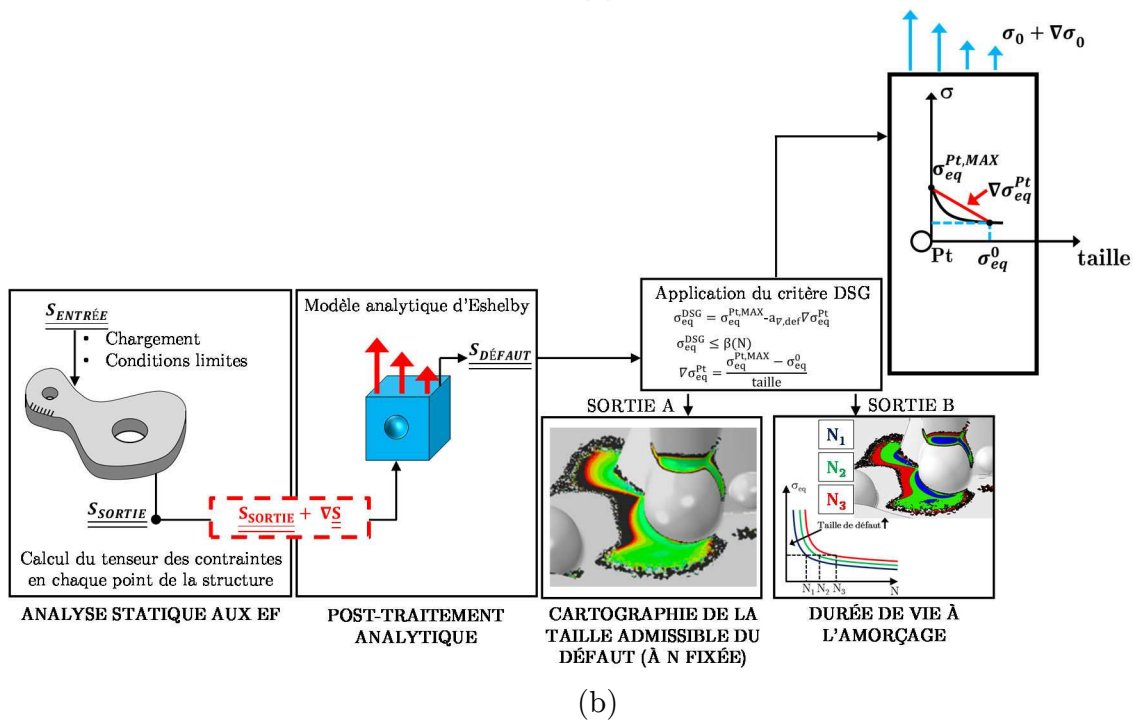 σ₀ + ∇σ₀
σ
σ_eq^{Pt,MAX}
∇σ_eq^{Pt}
Pt
σ_eq^0
taille
S_ENTRÉE
• Chargement
• Conditions limites
S_SORTIE
Calcul du tenseur des contraintes
en chaque point de la structure
ANALYSE STATIQUE AUX EF
S_SORTIE + ∇S
Modèle analytique d'Eshelby
S_DÉFAUT
POST-TRAITEMENT
ANALYTIQUE
Application du critère DSG
σ_eq^{DSG} = σ_eq^{Pt,MAX}-a_{∇,def}∇σ_eq^{Pt}
σ_eq^{DSG} ≤ β(N)
∇σ_eq^{Pt} = (σ_eq^{Pt,MAX} − σ_eq^0) / taille
SORTIE A
SORTIE B
CARTOGRAPHIE DE LA
TAILLE ADMISSIBLE DU
DÉFAUT (À N FIXÉE)
N₁
N₂
N₃
σ_eq
Taille de défaut
N₁ N₂ N₃
N
DURÉE DE VIE À
L'AMORÇAGE
(b)